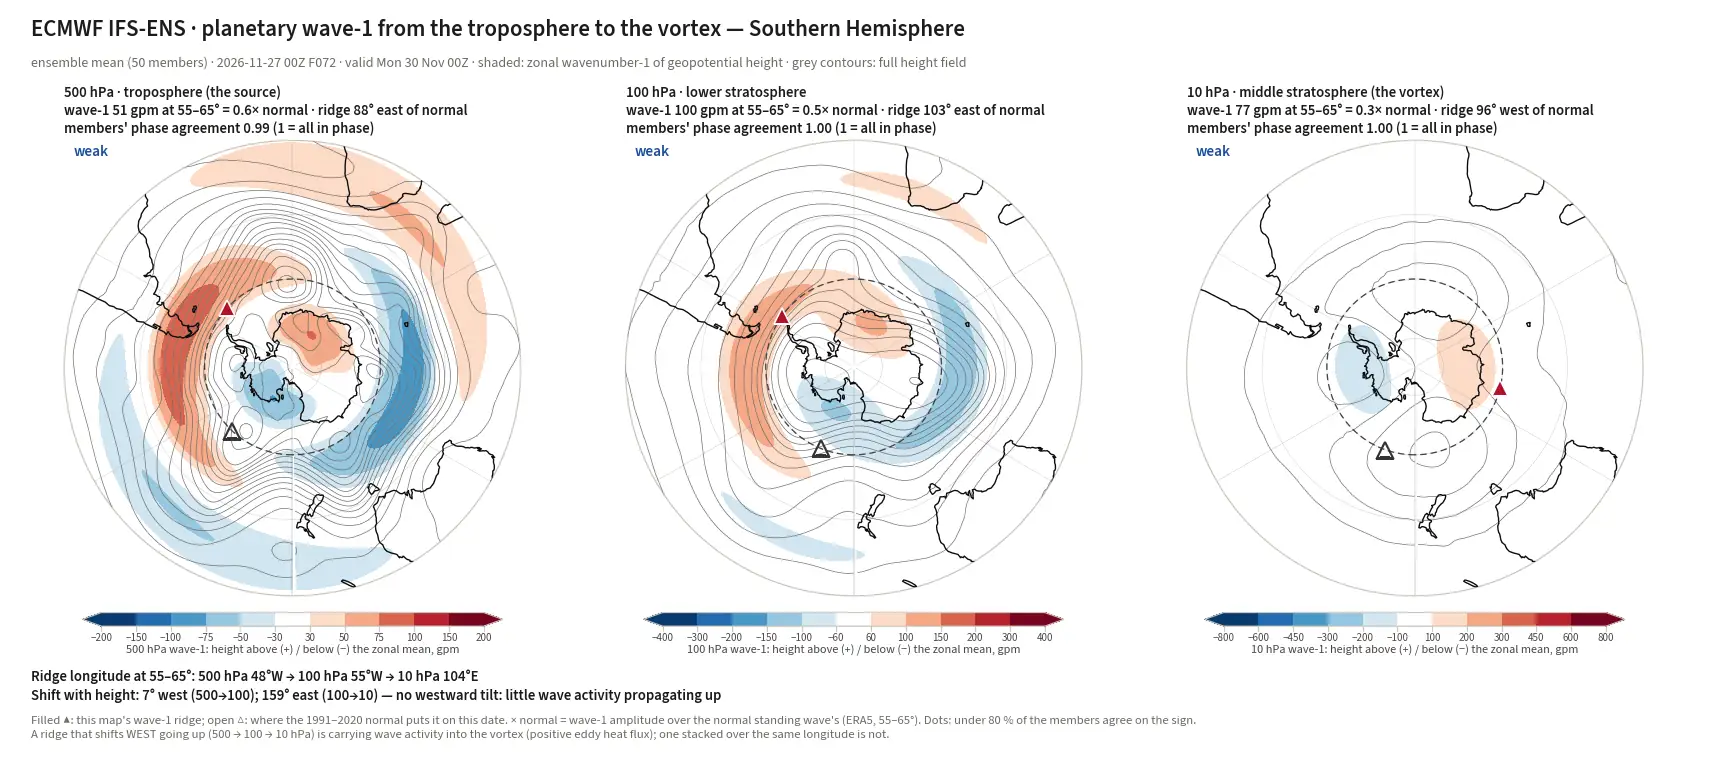 ECMWF IFS-ENS · planetary wave-1 from the troposphere to the vortex — Southern Hemisphere
ensemble mean (50 members) · 2026-11-27 00Z F072 · valid Mon 30 Nov 00Z · shaded: zonal wavenumber-1 of geopotential height · grey contours: full height field
500 hPa · troposphere (the source)
wave-1 51 gpm at 55–65° = 0.6× normal · ridge 88° east of normal
members' phase agreement 0.99 (1 = all in phase)
weak
100 hPa · lower stratosphere
wave-1 100 gpm at 55–65° = 0.5× normal · ridge 103° east of normal
members' phase agreement 1.00 (1 = all in phase)
weak
10 hPa · middle stratosphere (the vortex)
wave-1 77 gpm at 55–65° = 0.3× normal · ridge 96° west of normal
members' phase agreement 1.00 (1 = all in phase)
weak
−200 −150 −100 −75 −50 −30 30 50 75 100 150 200
500 hPa wave-1: height above (+) / below (−) the zonal mean, gpm
−400 −300 −200 −150 −100 −60 60 100 150 200 300 400
100 hPa wave-1: height above (+) / below (−) the zonal mean, gpm
−800 −600 −450 −300 −200 −100 100 200 300 450 600 800
10 hPa wave-1: height above (+) / below (−) the zonal mean, gpm
Ridge longitude at 55–65°: 500 hPa 48°W → 100 hPa 55°W → 10 hPa 104°E
Shift with height: 7° west (500→100); 159° east (100→10) — no westward tilt: little wave activity propagating up
Filled ▲: this map's wave-1 ridge; open △: where the 1991–2020 normal puts it on this date. × normal = wave-1 amplitude over the normal standing wave's (ERA5, 55–65°). Dots: under 80 % of the members agree on the sign.
A ridge that shifts WEST going up (500 → 100 → 10 hPa) is carrying wave activity into the vortex (positive eddy heat flux); one stacked over the same longitude is not.